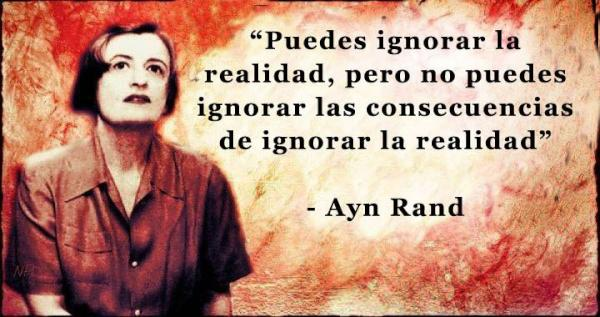 “Puedes ignorar la
realidad, pero no puedes
ignorar las consecuencias
de ignorar la realidad”
- Ayn Rand